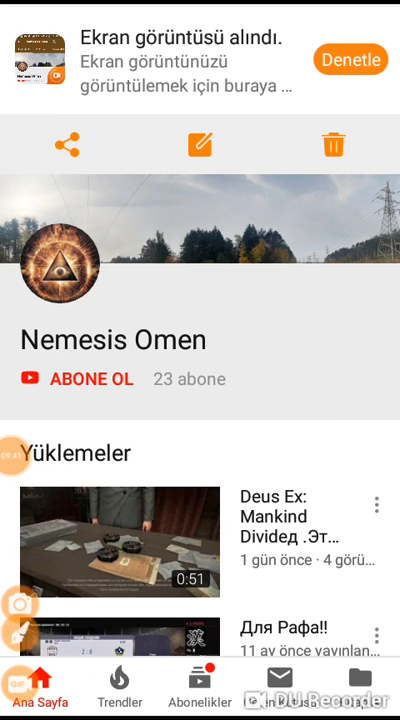 Ekran görüntüsü alındı.
Ekran görüntünüzü
görüntülemek için buraya ...
Denetle
Nemesis Omen
ABONE OL 23 abone
Yüklemeler
09:41
Deus Ex:
Mankind
Divided .Эт...
1 gün önce · 4 görü...
0:51
Для Рафа!!
11 ay önce yayınlan...
GIF
Ana Sayfa
Trendler
Abonelikler
DU Recorder